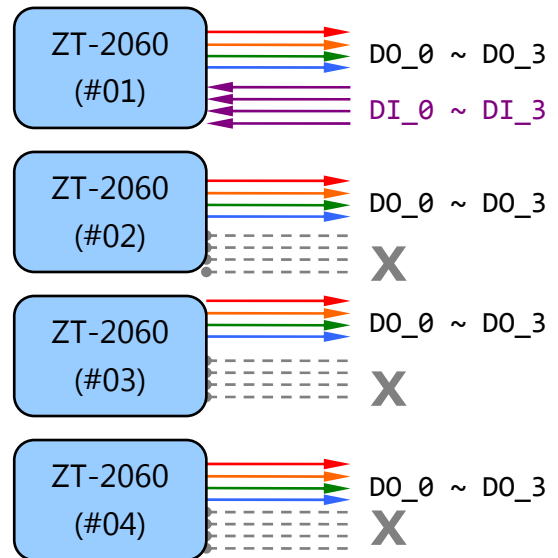 ZT-2060
(#01)
DO_0 ~ DO_3
DI_0 ~ DI_3
ZT-2060
(#02)
DO_0 ~ DO_3
X
ZT-2060
(#03)
DO_0 ~ DO_3
X
ZT-2060
(#04)
DO_0 ~ DO_3
X